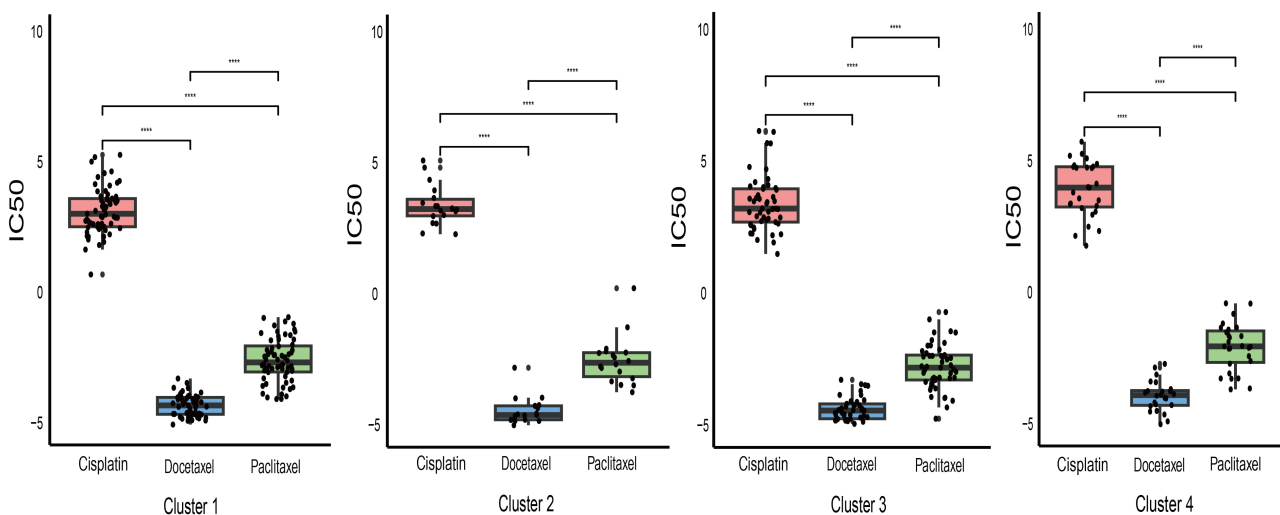 10
5
0
−5
IC50
****
****
****
Cisplatin
Docetaxel
Paclitaxel
Cluster 1
10
5
0
−5
IC50
****
****
****
Cisplatin
Docetaxel
Paclitaxel
Cluster 2
10
5
0
−5
IC50
****
****
****
Cisplatin
Docetaxel
Paclitaxel
Cluster 3
10
5
0
−5
IC50
****
****
****
Cisplatin
Docetaxel
Paclitaxel
Cluster 4